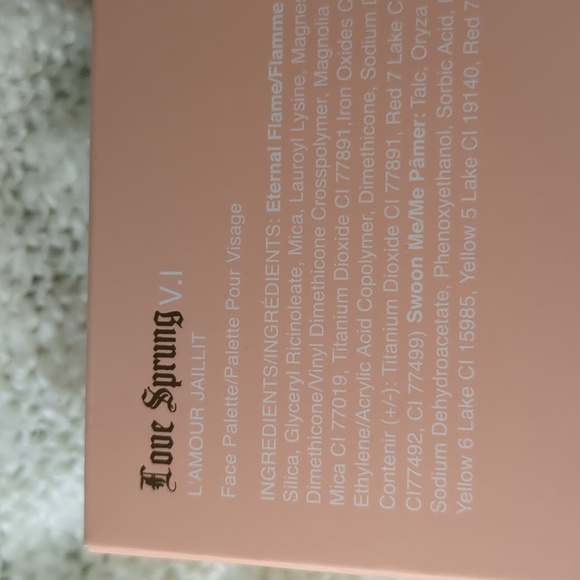 Love Sprung V.I
L'AMOUR JAILLIT
Face Palette/Palette Pour Visage
INGREDIENTS/INGRÉDIENTS: Eternal Flame/Flamme
Silica, Glyceryl Ricinoleate, Mica, Lauroyl Lysine, Magnes
Dimethicone/Vinyl Dimethicone Crosspolymer, Magnolia
Mica CI 77019, Titanium Dioxide CI 77891,Iron Oxides C
Ethylene/Acrylic Acid Copolymer, Dimethicone, Sodium D
Contenir (+/-): Titanium Dioxide CI 77891, Red 7 Lake C
CI77492, CI 77499) Swoon Me/Me Pâmer: Talc, Oryza
Sodium Dehydroacetate, Phenoxyethanol, Sorbic Acid.
Yellow 6 Lake CI 15985, Yellow 5 Lake CI 19140, Red 7